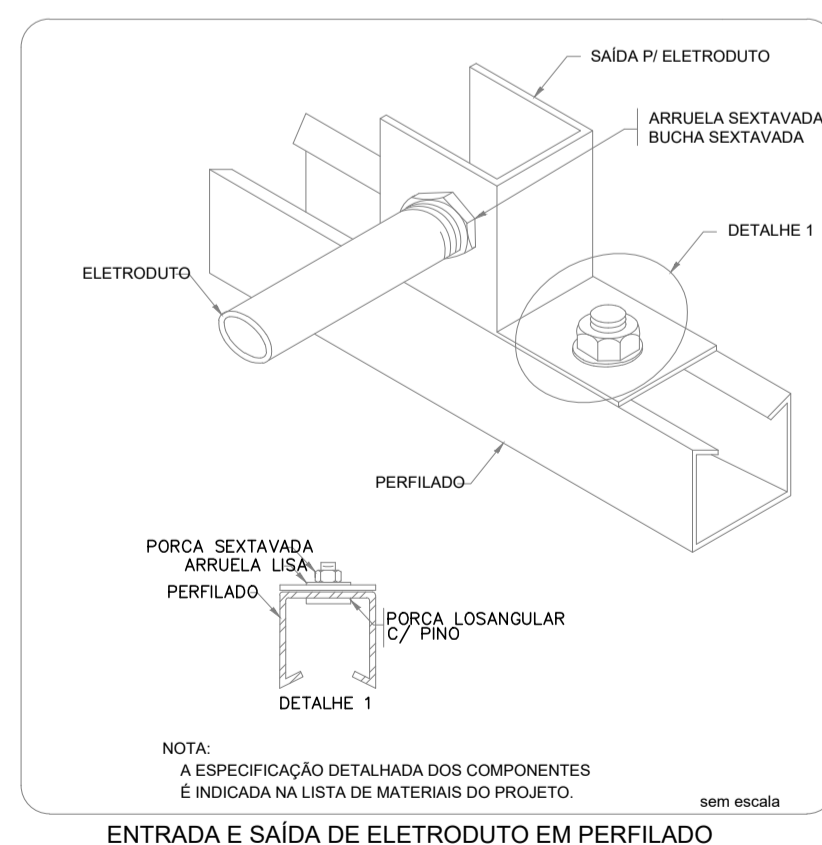 SAÍDA P/ ELETRODUTO
ARRUELA SEXTAVADA
BUCHA SEXTAVADA
DETALHE 1
ELETRODUTO
PERFILADO
PORCA SEXTAVADA
ARRUELA LISA
PERFILADO
PORCA LOSANGULAR
C/ PINO
DETALHE 1
NOTA:
A ESPECIFICAÇÃO DETALHADA DOS COMPONENTES
É INDICADA NA LISTA DE MATERIAIS DO PROJETO.
sem escala
ENTRADA E SAÍDA DE ELETRODUTO EM PERFILADO